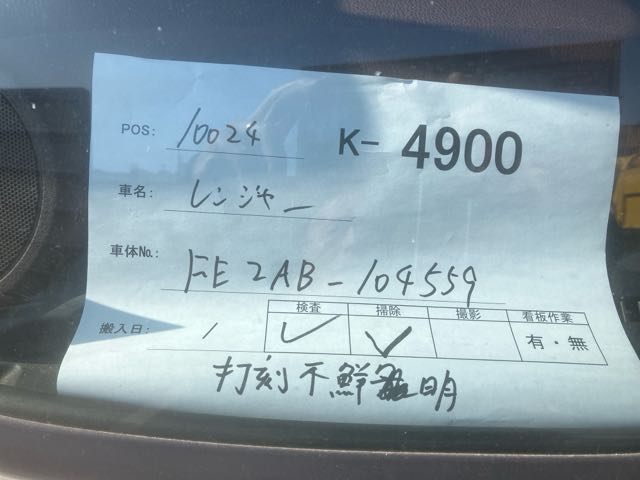 POS: 10024 K- 4900
車名: レンジャー
車体No.: FE2AB-104559
検査 掃除 撮影 看板作業
搬入日: / ✓ ✓ 有・無
打刻不鮮明